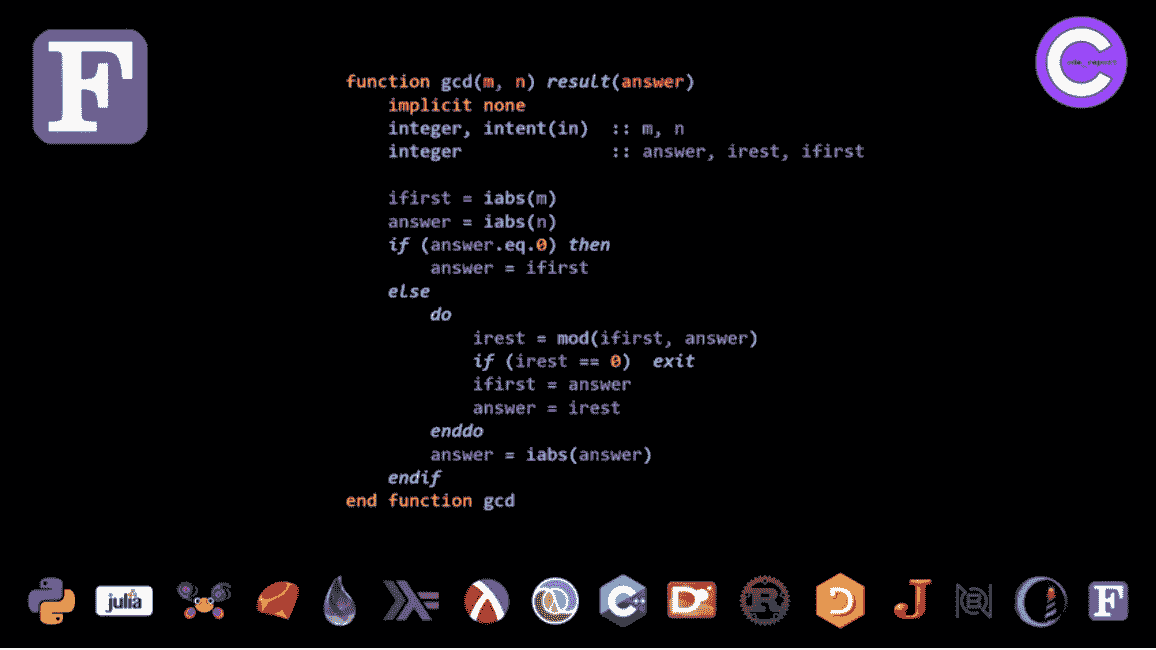 F
function gcd(m, n) result(answer)
    implicit none
    integer, intent(in)  :: m, n
    integer              :: answer, irest, ifirst

    ifirst = iabs(m)
    answer = iabs(n)
    if (answer.eq.0) then
        answer = ifirst
    else
        do
            irest = mod(ifirst, answer)
            if (irest == 0)  exit
            ifirst = answer
            answer = irest
        enddo
        answer = iabs(answer)
    endif
end function gcd
julia
C++
D
R
D
J
F